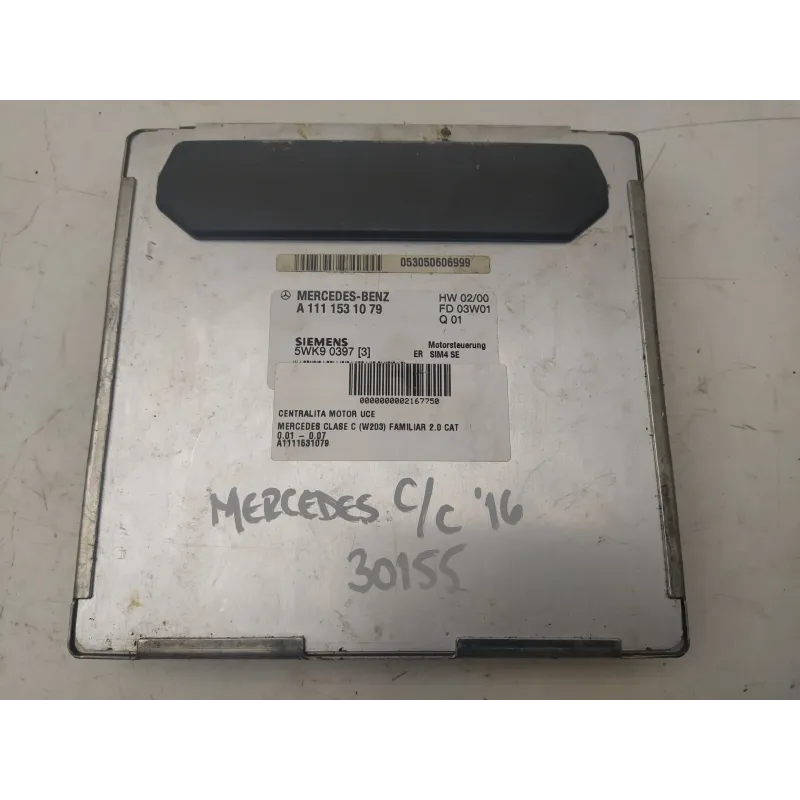 053050606999
MERCEDES-BENZ
A 111 153 10 79
HW 02/00
FD 03W01
Q 01
SIEMENS
5WK9 0397 [3]
Motorsteuerung
ER SIM4 SE
0000000002167750
CENTRALITA MOTOR UCE
MERCEDES CLASE C (W203) FAMILIAR 2.0 CAT
0.01 - 0.07
A1111531079
MERCEDES C/C '16
30155